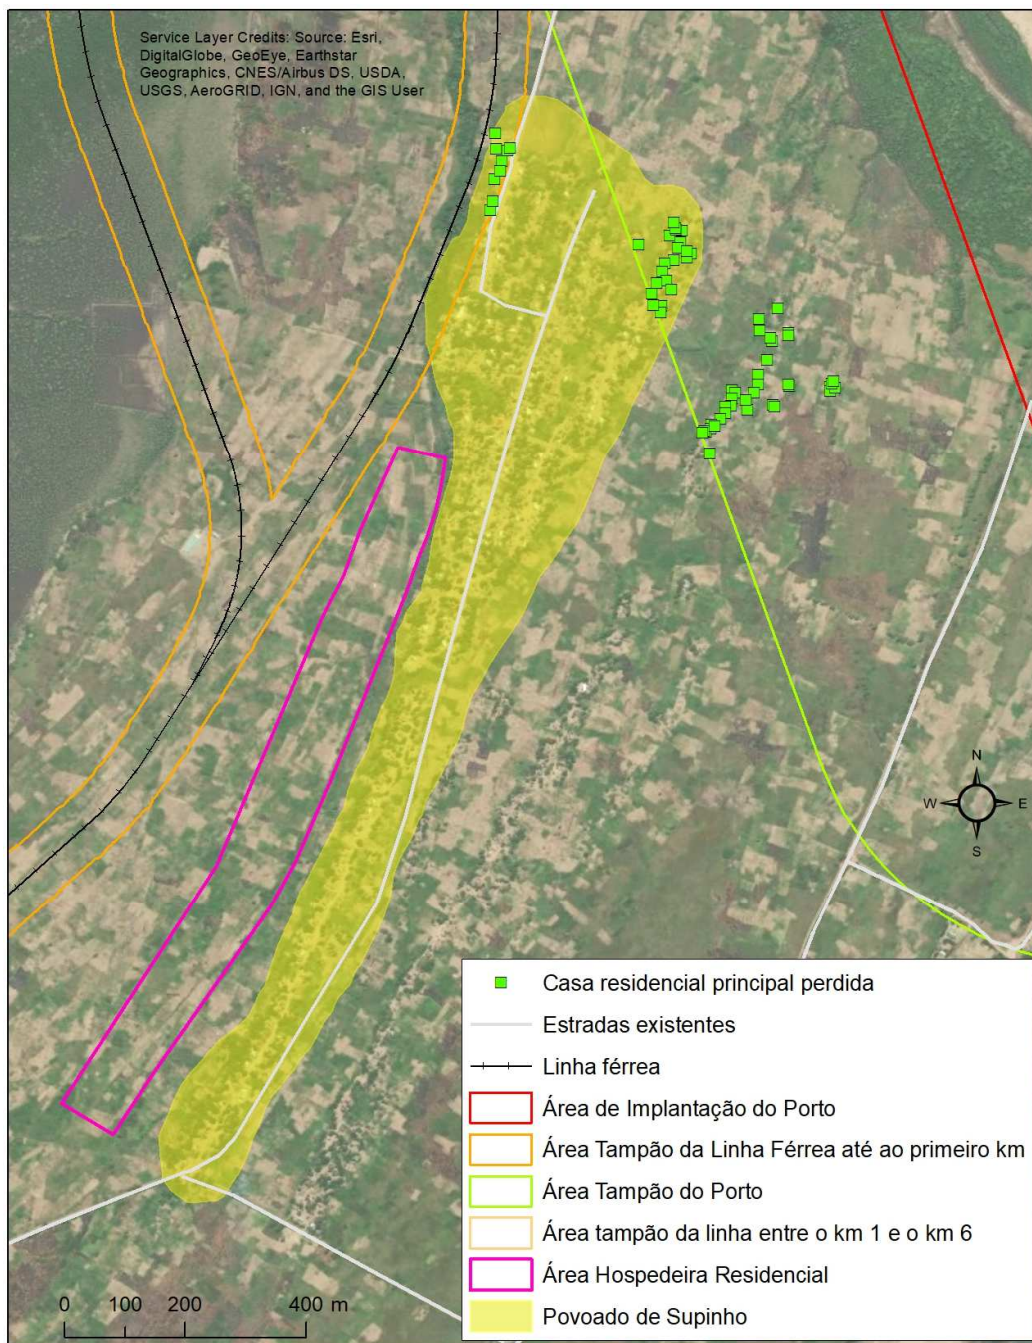 Service Layer Credits: Source: Esri,
DigitalGlobe, GeoEye, Earthstar
Geographics, CNES/Airbus DS, USDA,
USGS, AeroGRID, IGN, and the GIS User
N
W
E
S
Casa residencial principal perdida
Estradas existentes
Linha férrea
Área de Implantação do Porto
Área Tampão da Linha Férrea até ao primeiro km
Área Tampão do Porto
Área tampão da linha entre o km 1 e o km 6
Área Hospedeira Residencial
Povoado de Supinho
0 100 200 400 m